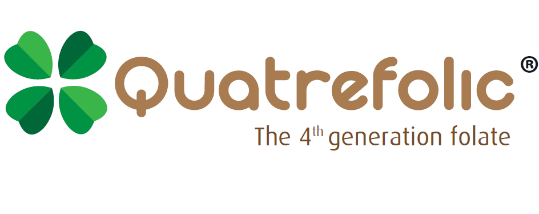 Quatrefolic®
The 4th generation folate